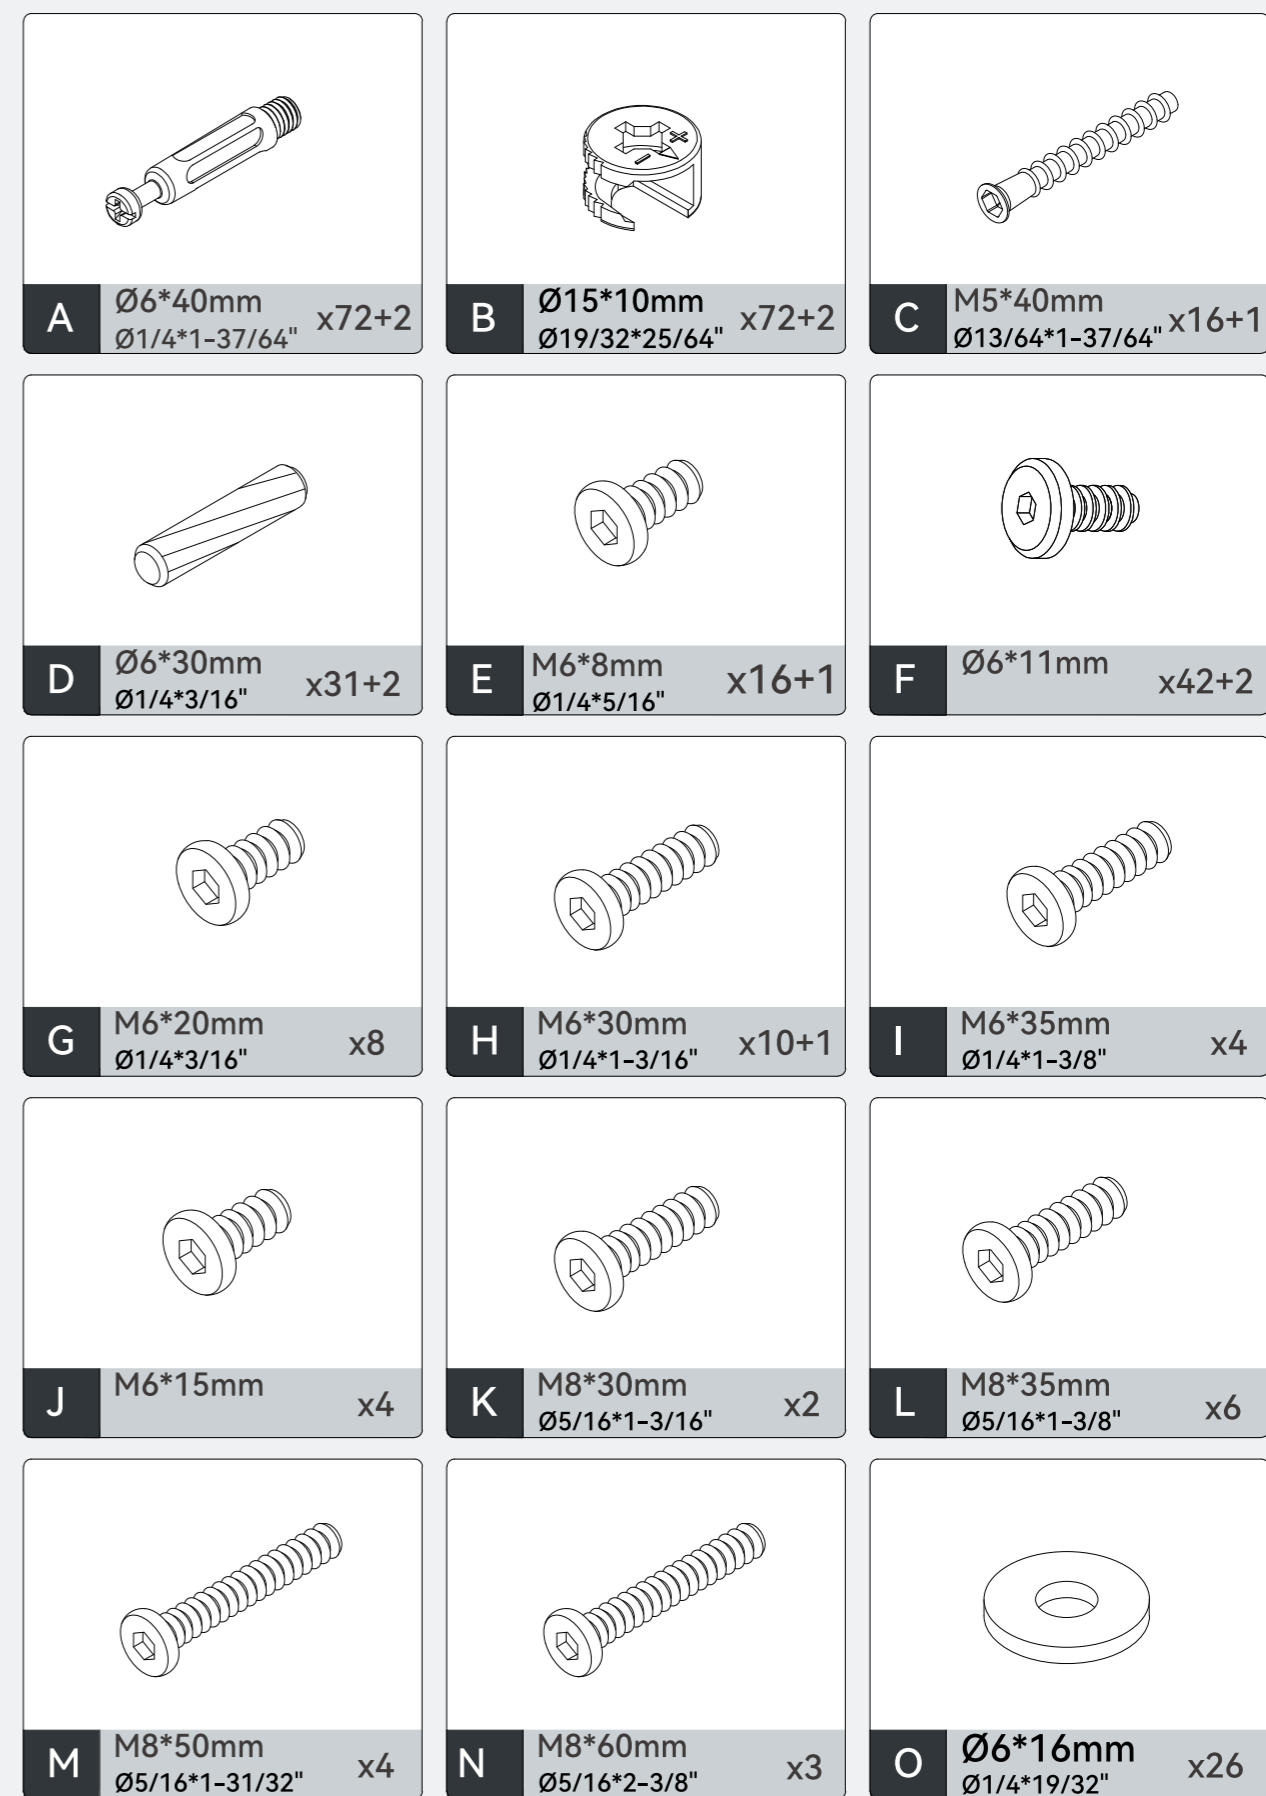 A
Ø6*40mm
Ø1/4*1-37/64"
x72+2
B
Ø15*10mm
Ø19/32*25/64"
x72+2
C
M5*40mm
Ø13/64*1-37/64"
x16+1
D
Ø6*30mm
Ø1/4*3/16"
x31+2
E
M6*8mm
Ø1/4*5/16"
x16+1
F
Ø6*11mm
x42+2
G
M6*20mm
Ø1/4*3/16"
x8
H
M6*30mm
Ø1/4*1-3/16"
x10+1
I
M6*35mm
Ø1/4*1-3/8"
x4
J
M6*15mm
x4
K
M8*30mm
Ø5/16*1-3/16"
x2
L
M8*35mm
Ø5/16*1-3/8"
x6
M
M8*50mm
Ø5/16*1-31/32"
x4
N
M8*60mm
Ø5/16*2-3/8"
x3
O
Ø6*16mm
Ø1/4*19/32"
x26